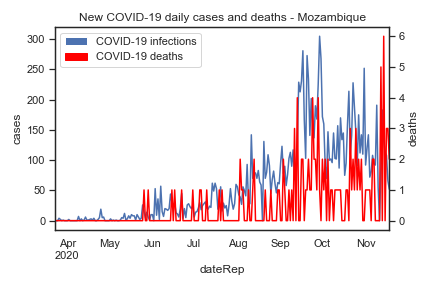 New COVID-19 daily cases and deaths - Mozambique
COVID-19 infections
COVID-19 deaths
cases
300
250
200
150
100
50
0
deaths
6
5
4
3
2
1
0
Apr May Jun Jul Aug Sep Oct Nov
2020
dateRep